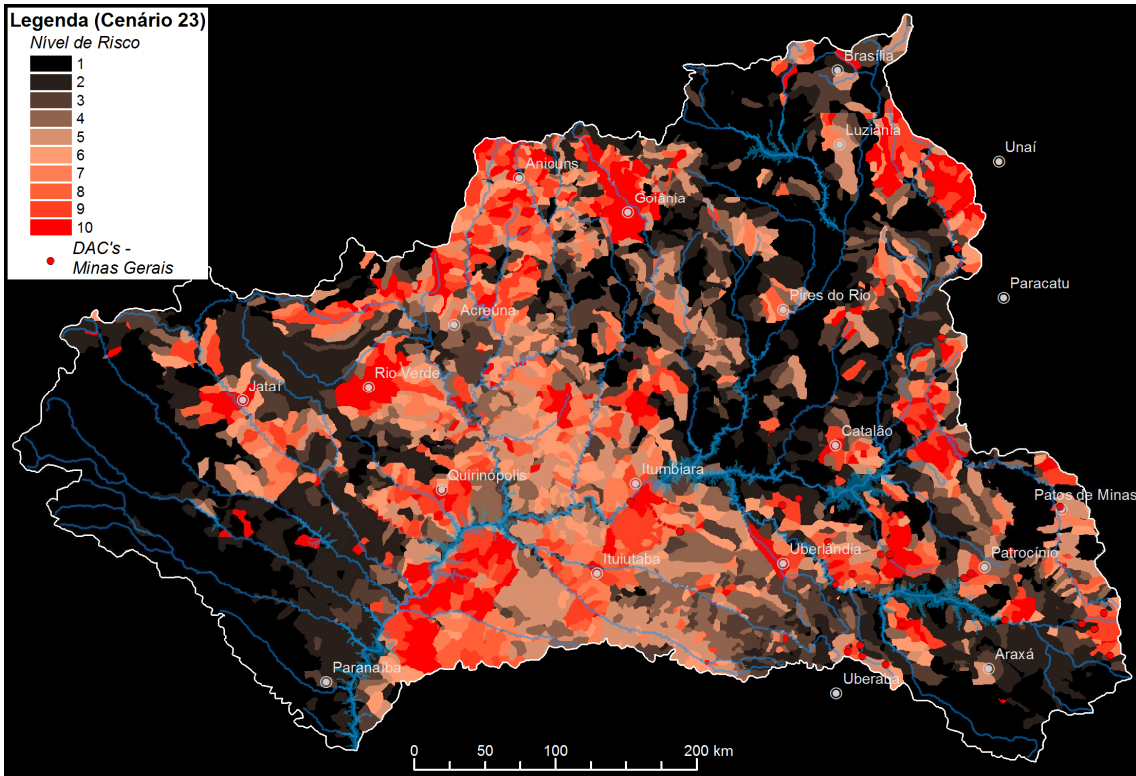 Legenda (Cenário 23)
Nível de Risco
1
2
3
4
5
6
7
8
9
10
DAC's -
Minas Gerais
Brasília
Luziânia
Unaí
Anicuns
Goiânia
Paracatu
Pires do Rio
Acreúna
Rio Verde
Jataí
Catalão
Quirinópolis
Itumbiara
Patos de Minas
Uberlândia
Patrocínio
Ituiutaba
Araxá
Paranaíba
Uberaba
0 50 100 200 km